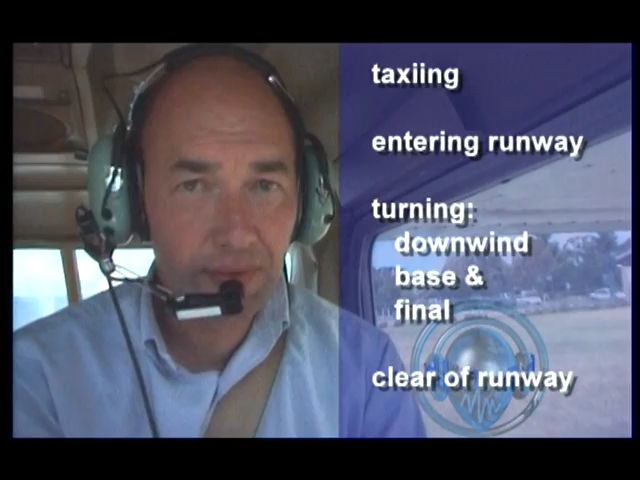 taxiing
entering runway
turning:
downwind
base &
final
clear of runway